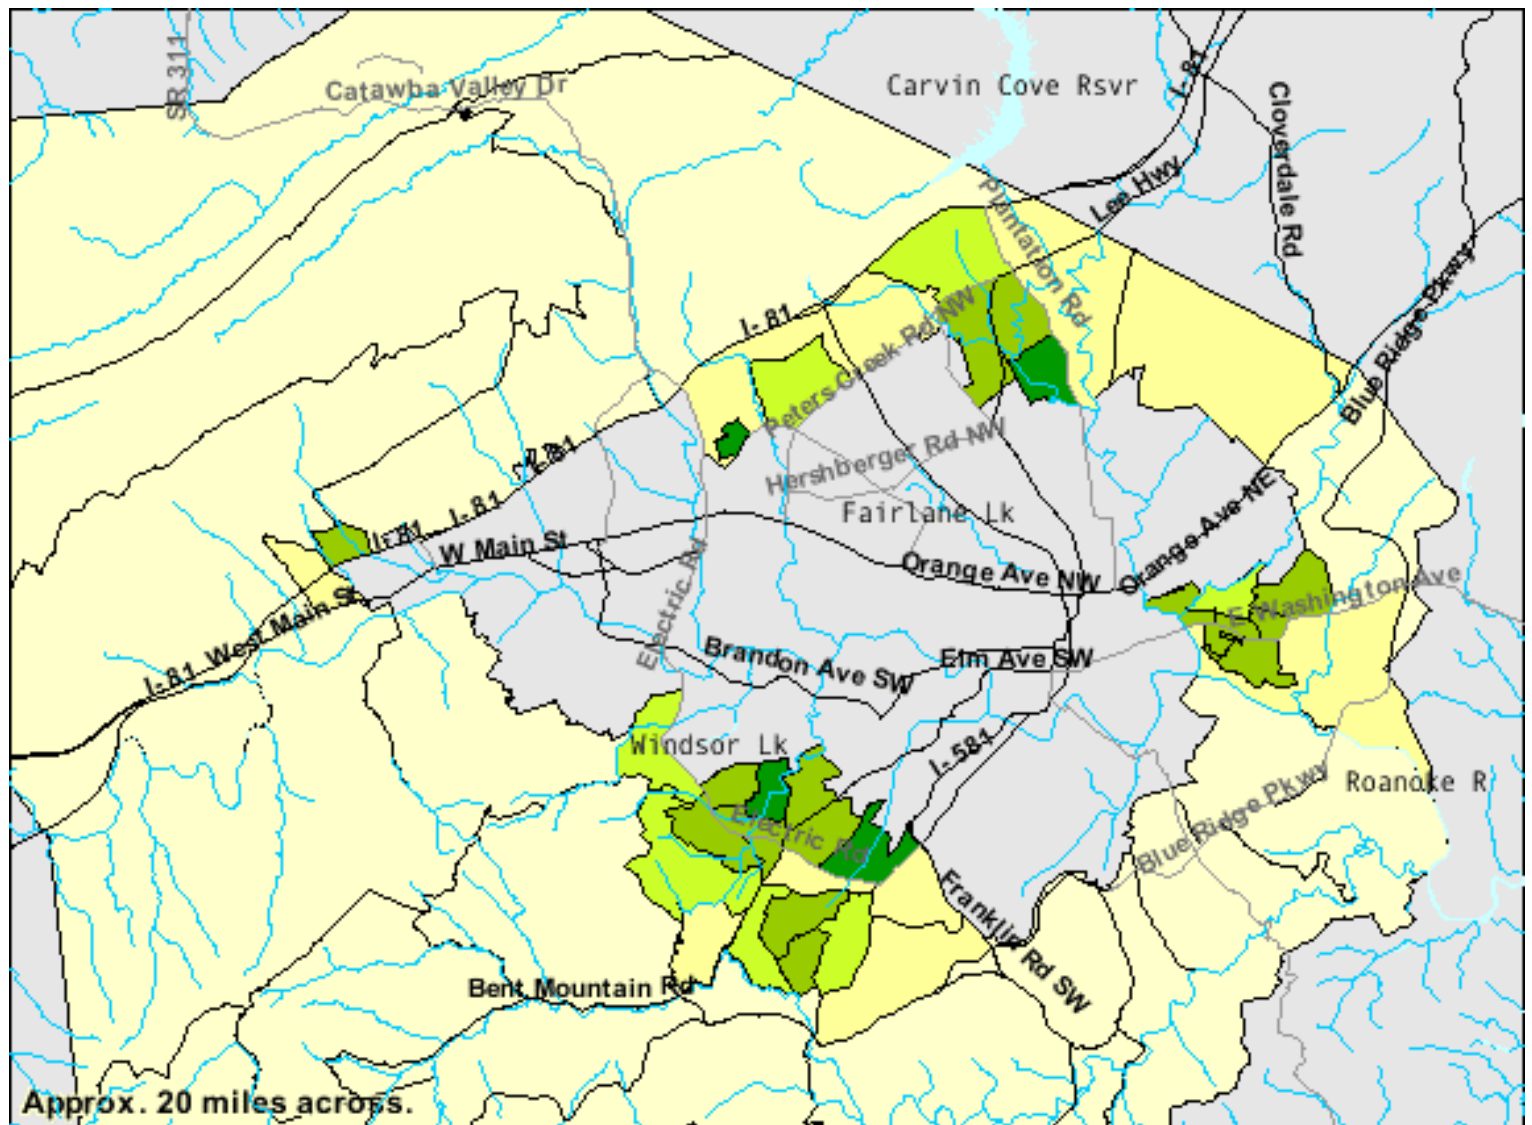 SR 311
Catawba Valley Dr
Carvin Cove Rsvr
I- 81
Cloverdale Rd
Lee Hwy
Plantation Rd
Blue Ridge Pkwy
I- 81
Peters Creek Rd NW
Hershberger Rd NW
I- 81
I- 81
I- 81
W Main St
Fairlane Lk
Orange Ave NE
Orange Ave NW
Electric Rd
E Washington Ave
I- 81 West Main St
Brandon Ave SW
Elm Ave SW
Windsor Lk
I- 581
Roanoke R
Blue Ridge Pkwy
Electric Rd
Franklin Rd SW
Bent Mountain Rd
Approx. 20 miles across.